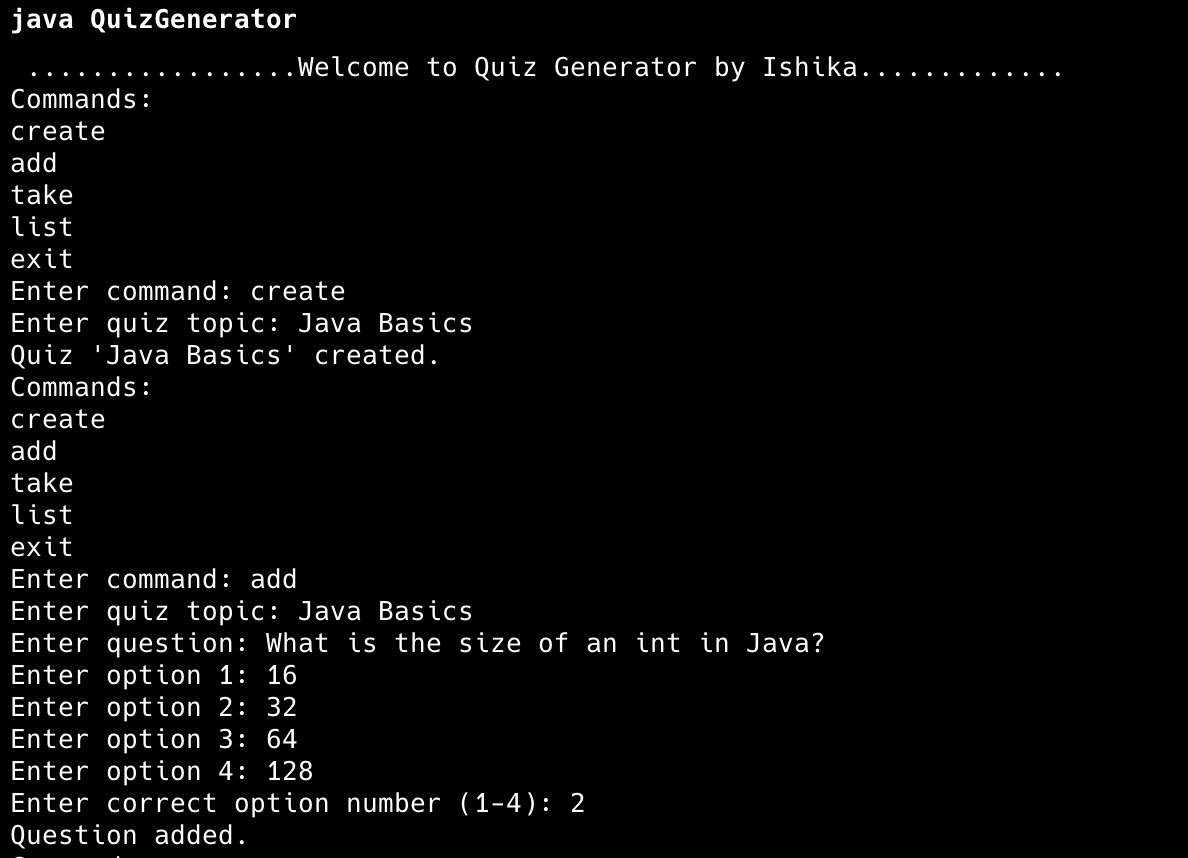 java QuizGenerator
.................Welcome to Quiz Generator by Ishika.............
Commands:
create
add
take
list
exit
Enter command: create
Enter quiz topic: Java Basics
Quiz 'Java Basics' created.
Commands:
create
add
take
list
exit
Enter command: add
Enter quiz topic: Java Basics
Enter question: What is the size of an int in Java?
Enter option 1: 16
Enter option 2: 32
Enter option 3: 64
Enter option 4: 128
Enter correct option number (1-4): 2
Question added.